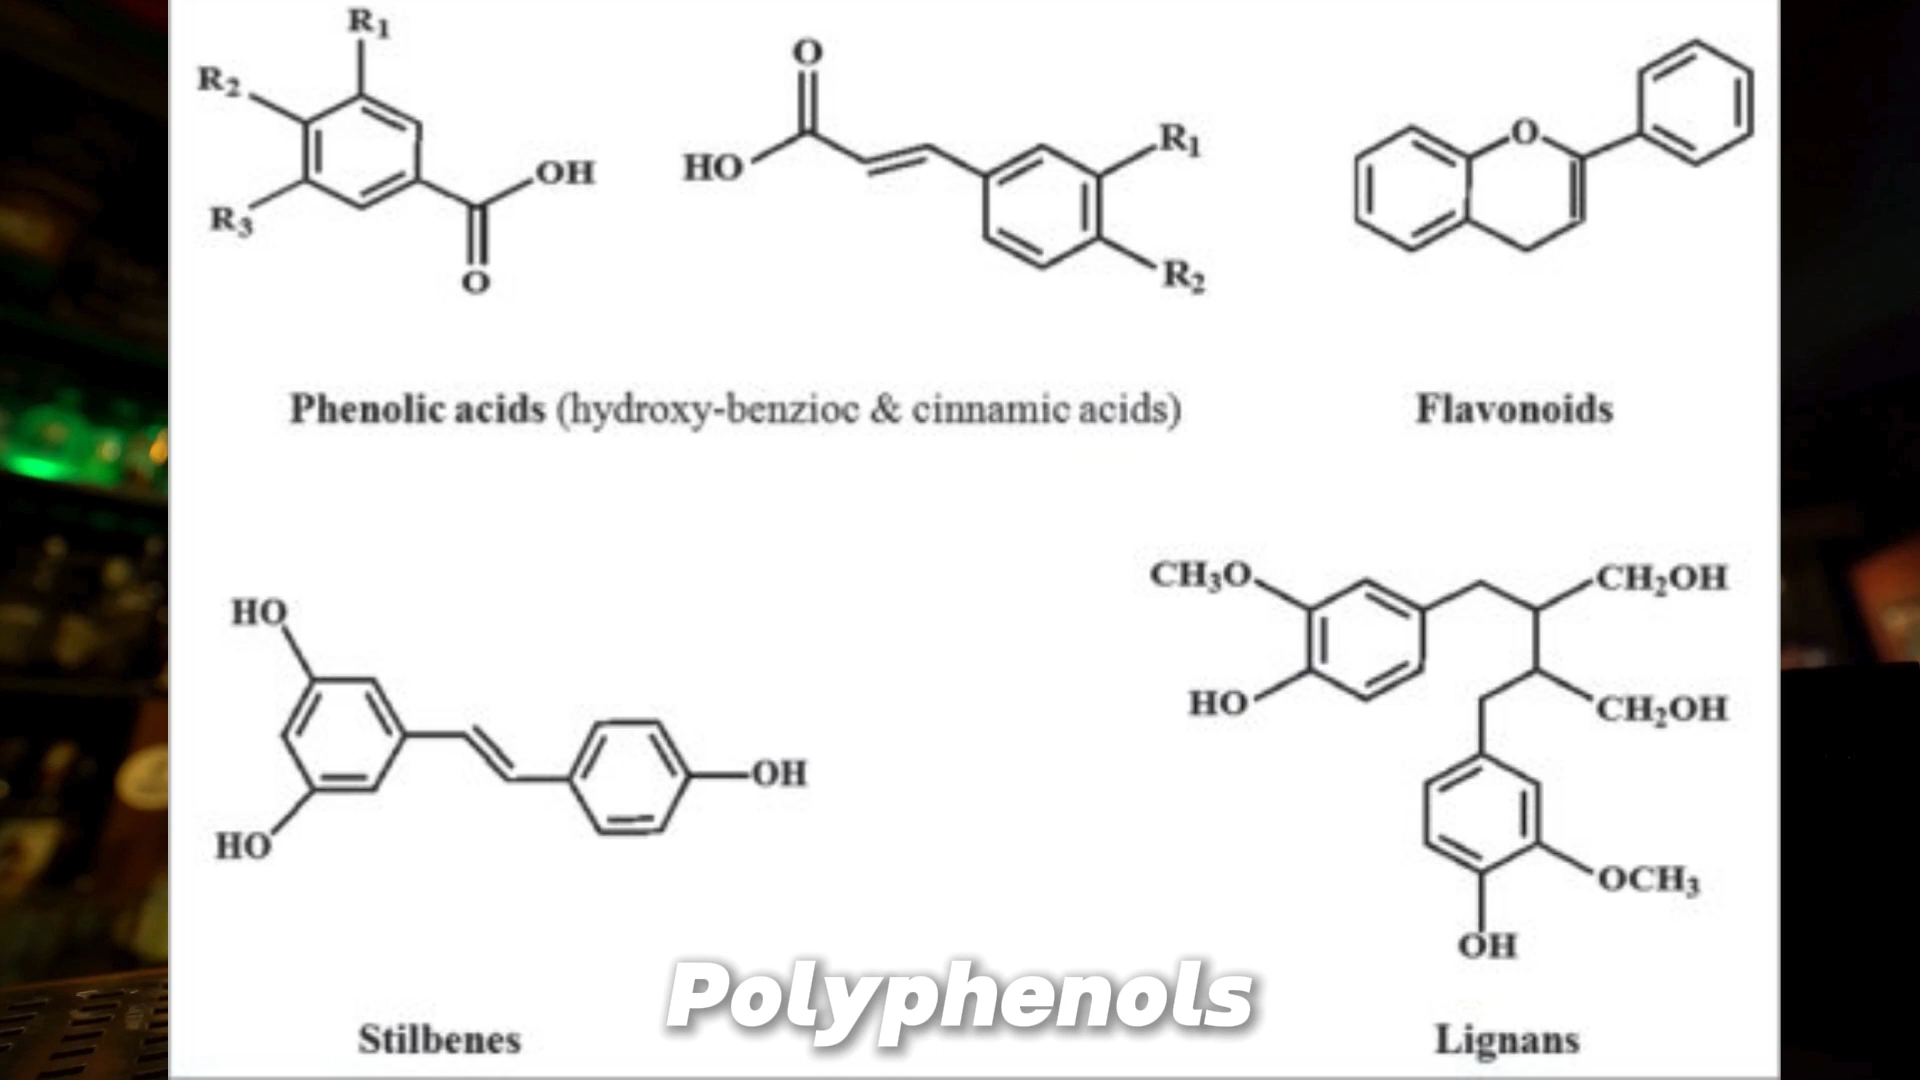 R₁
R₂
R₃
OH
O
O
HO
R₁
R₂
O
Phenolic acids (hydroxy-benzioc & cinnamic acids)
Flavonoids
HO
HO
OH
CH₃O
HO
CH₂OH
CH₂OH
OCH₃
OH
Stilbenes
Lignans
Polyphenols